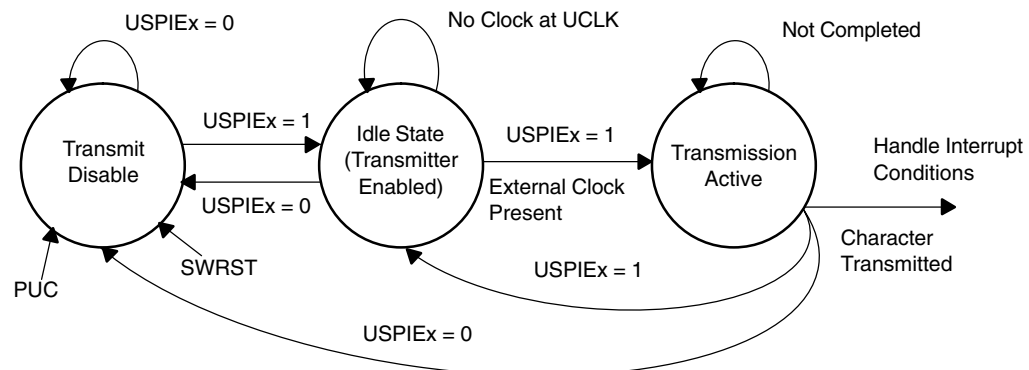 USPIEx = 0
No Clock at UCLK
Not Completed
USPIEx = 1
Transmit
Disable
Idle State
(Transmitter
Enabled)
USPIEx = 1
External Clock
Present
Transmission
Active
Handle Interrupt
Conditions
USPIEx = 0
Character
Transmitted
PUC
SWRST
USPIEx = 1
USPIEx = 0